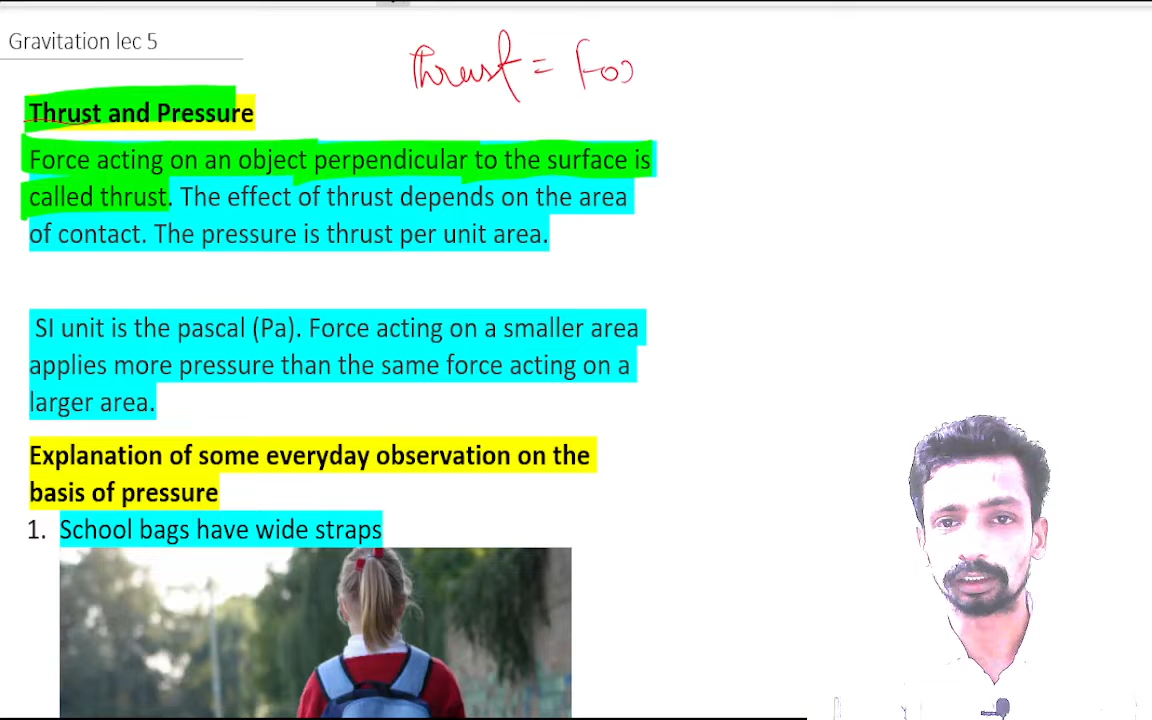 Gravitation lec 5
Thrust =
Thrust and Pressure
Force acting on an object perpendicular to the surface is
called thrust. The effect of thrust depends on the area
of contact. The pressure is thrust per unit area.
SI unit is the pascal (Pa). Force acting on a smaller area
applies more pressure than the same force acting on a
larger area.
Explanation of some everyday observation on the
basis of pressure
1. School bags have wide straps